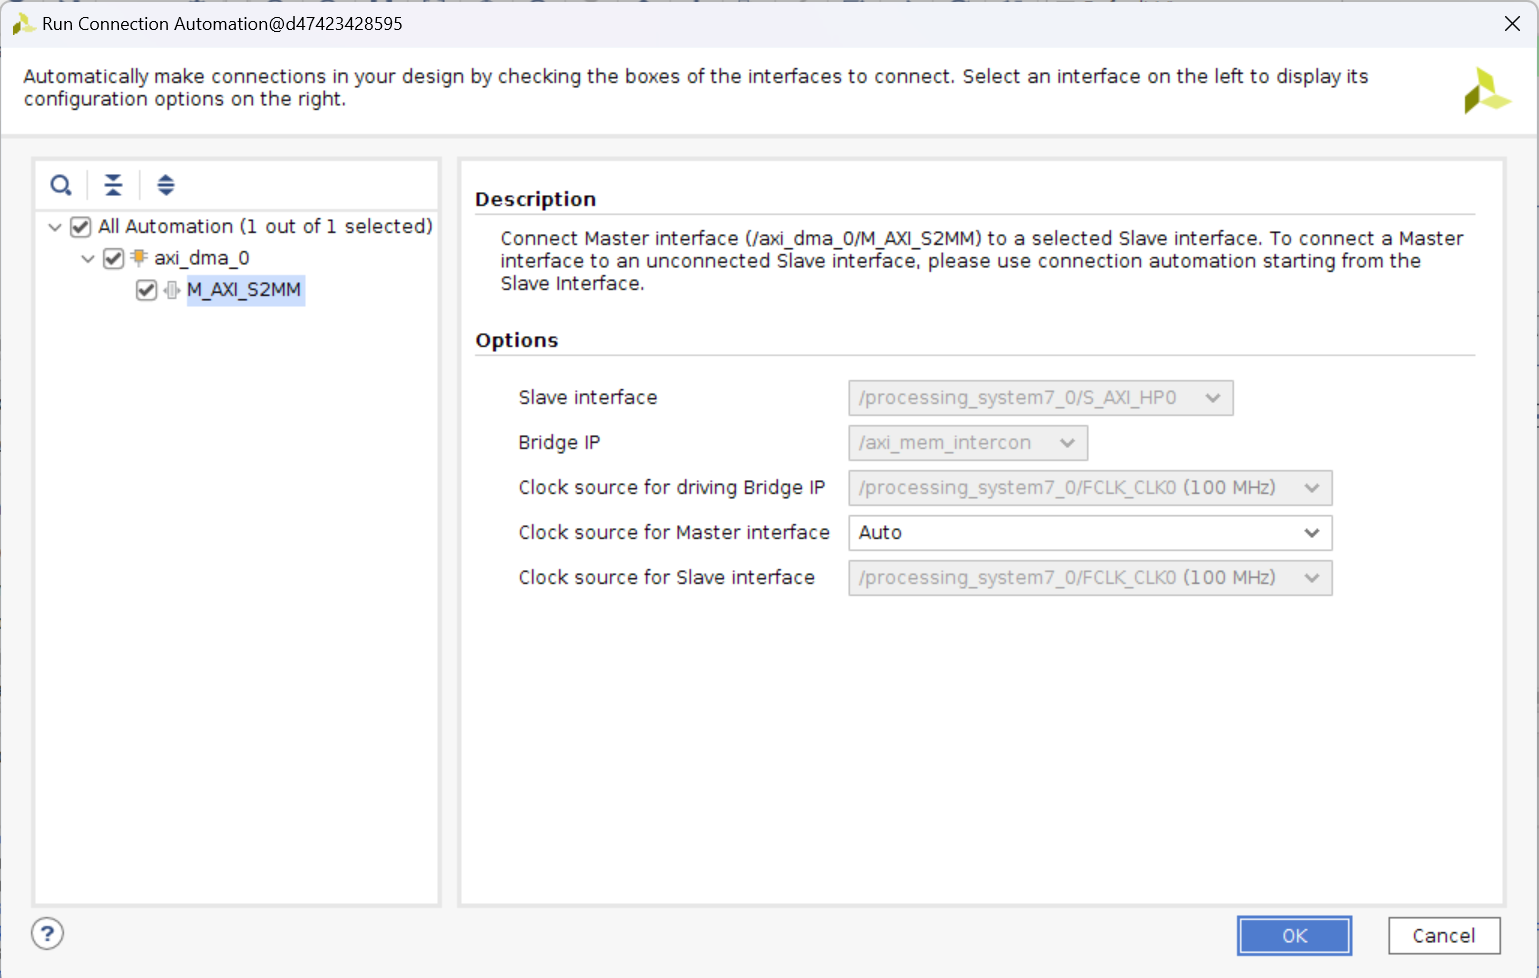 Run Connection Automation@d47423428595
Automatically make connections in your design by checking the boxes of the interfaces to connect. Select an interface on the left to display its
configuration options on the right.
All Automation (1 out of 1 selected)
axi_dma_0
M_AXI_S2MM
Description
Connect Master interface (/axi_dma_0/M_AXI_S2MM) to a selected Slave interface. To connect a Master
interface to an unconnected Slave interface, please use connection automation starting from the
Slave Interface.
Options
Slave interface /processing_system7_0/S_AXI_HP0
Bridge IP /axi_mem_intercon
Clock source for driving Bridge IP /processing_system7_0/FCLK_CLK0 (100 MHz)
Clock source for Master interface Auto
Clock source for Slave interface /processing_system7_0/FCLK_CLK0 (100 MHz)
?
OK Cancel